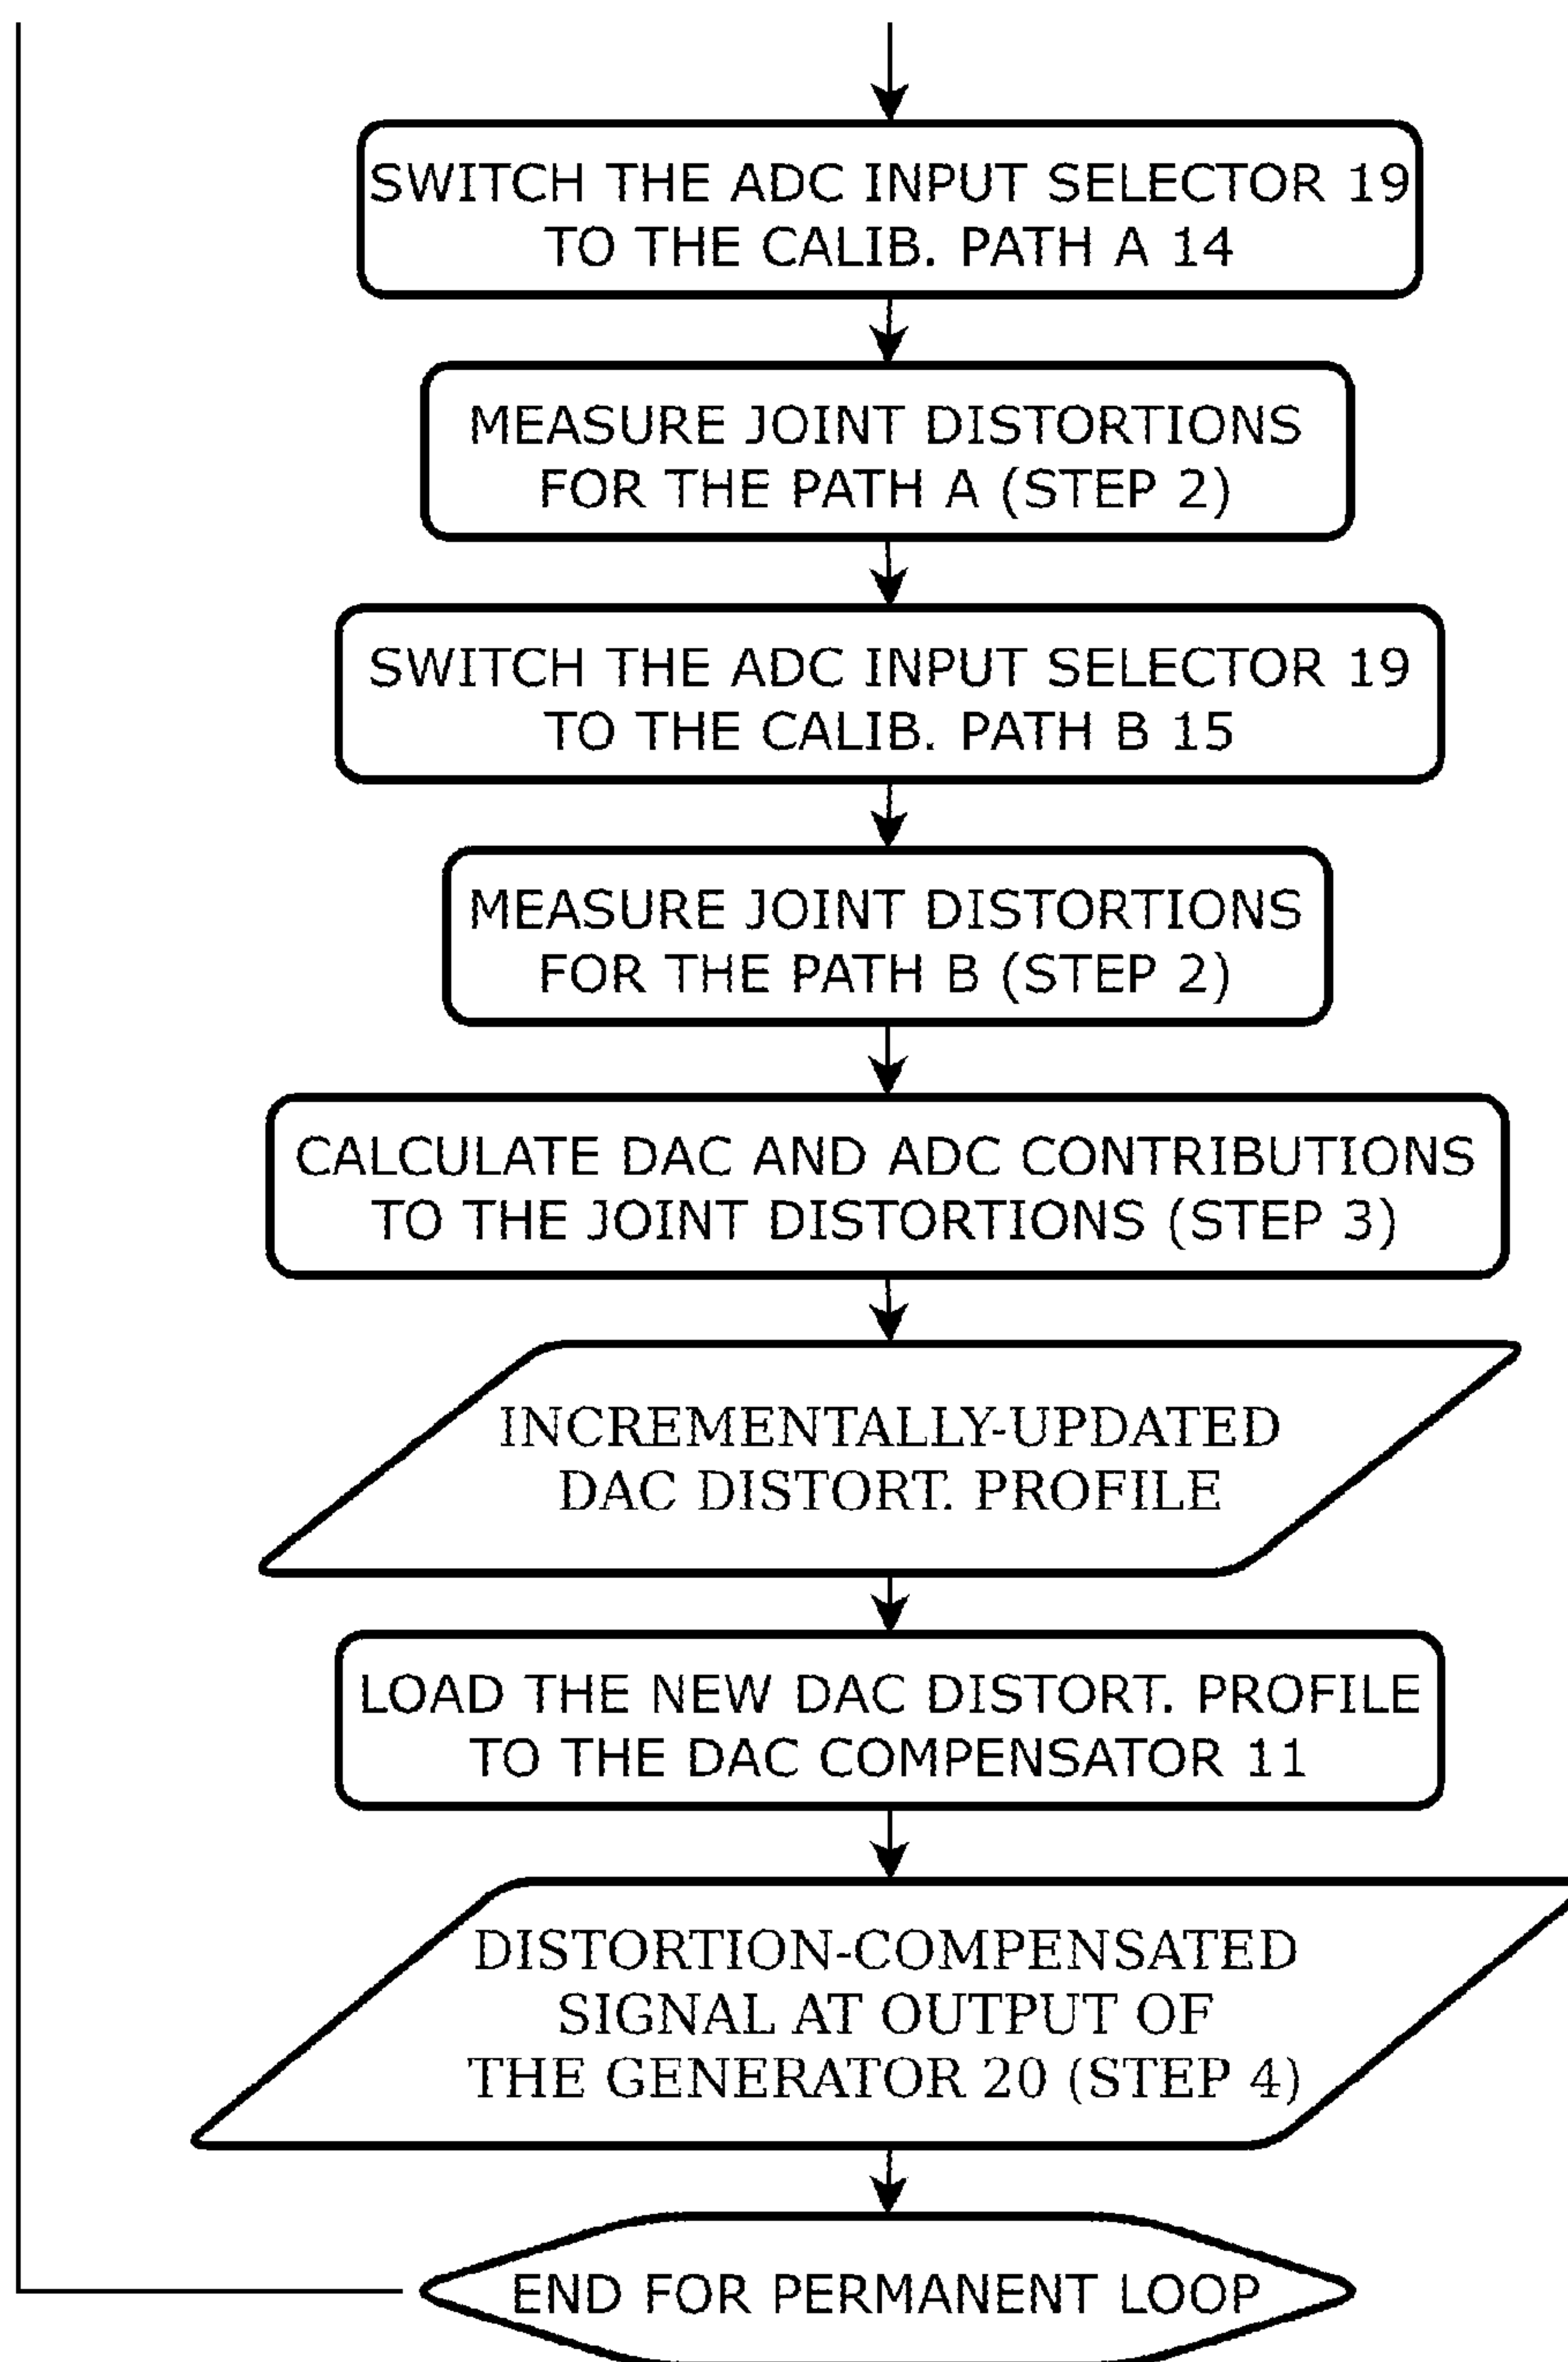 SWITCH THE ADC INPUT SELECTOR 19
TO THE CALIB. PATH A 14
MEASURE JOINT DISTORTIONS
FOR THE PATH A (STEP 2)
SWITCH THE ADC INPUT SELECTOR 19
TO THE CALIB. PATH B 15
MEASURE JOINT DISTORTIONS
FOR THE PATH B (STEP 2)
CALCULATE DAC AND ADC CONTRIBUTIONS
TO THE JOINT DISTORTIONS (STEP 3)
INCREMENTALLY-UPDATED
DAC DISTORT. PROFILE
LOAD THE NEW DAC DISTORT. PROFILE
TO THE DAC COMPENSATOR 11
DISTORTION-COMPENSATED
SIGNAL AT OUTPUT OF
THE GENERATOR 20 (STEP 4)
END FOR PERMANENT LOOP